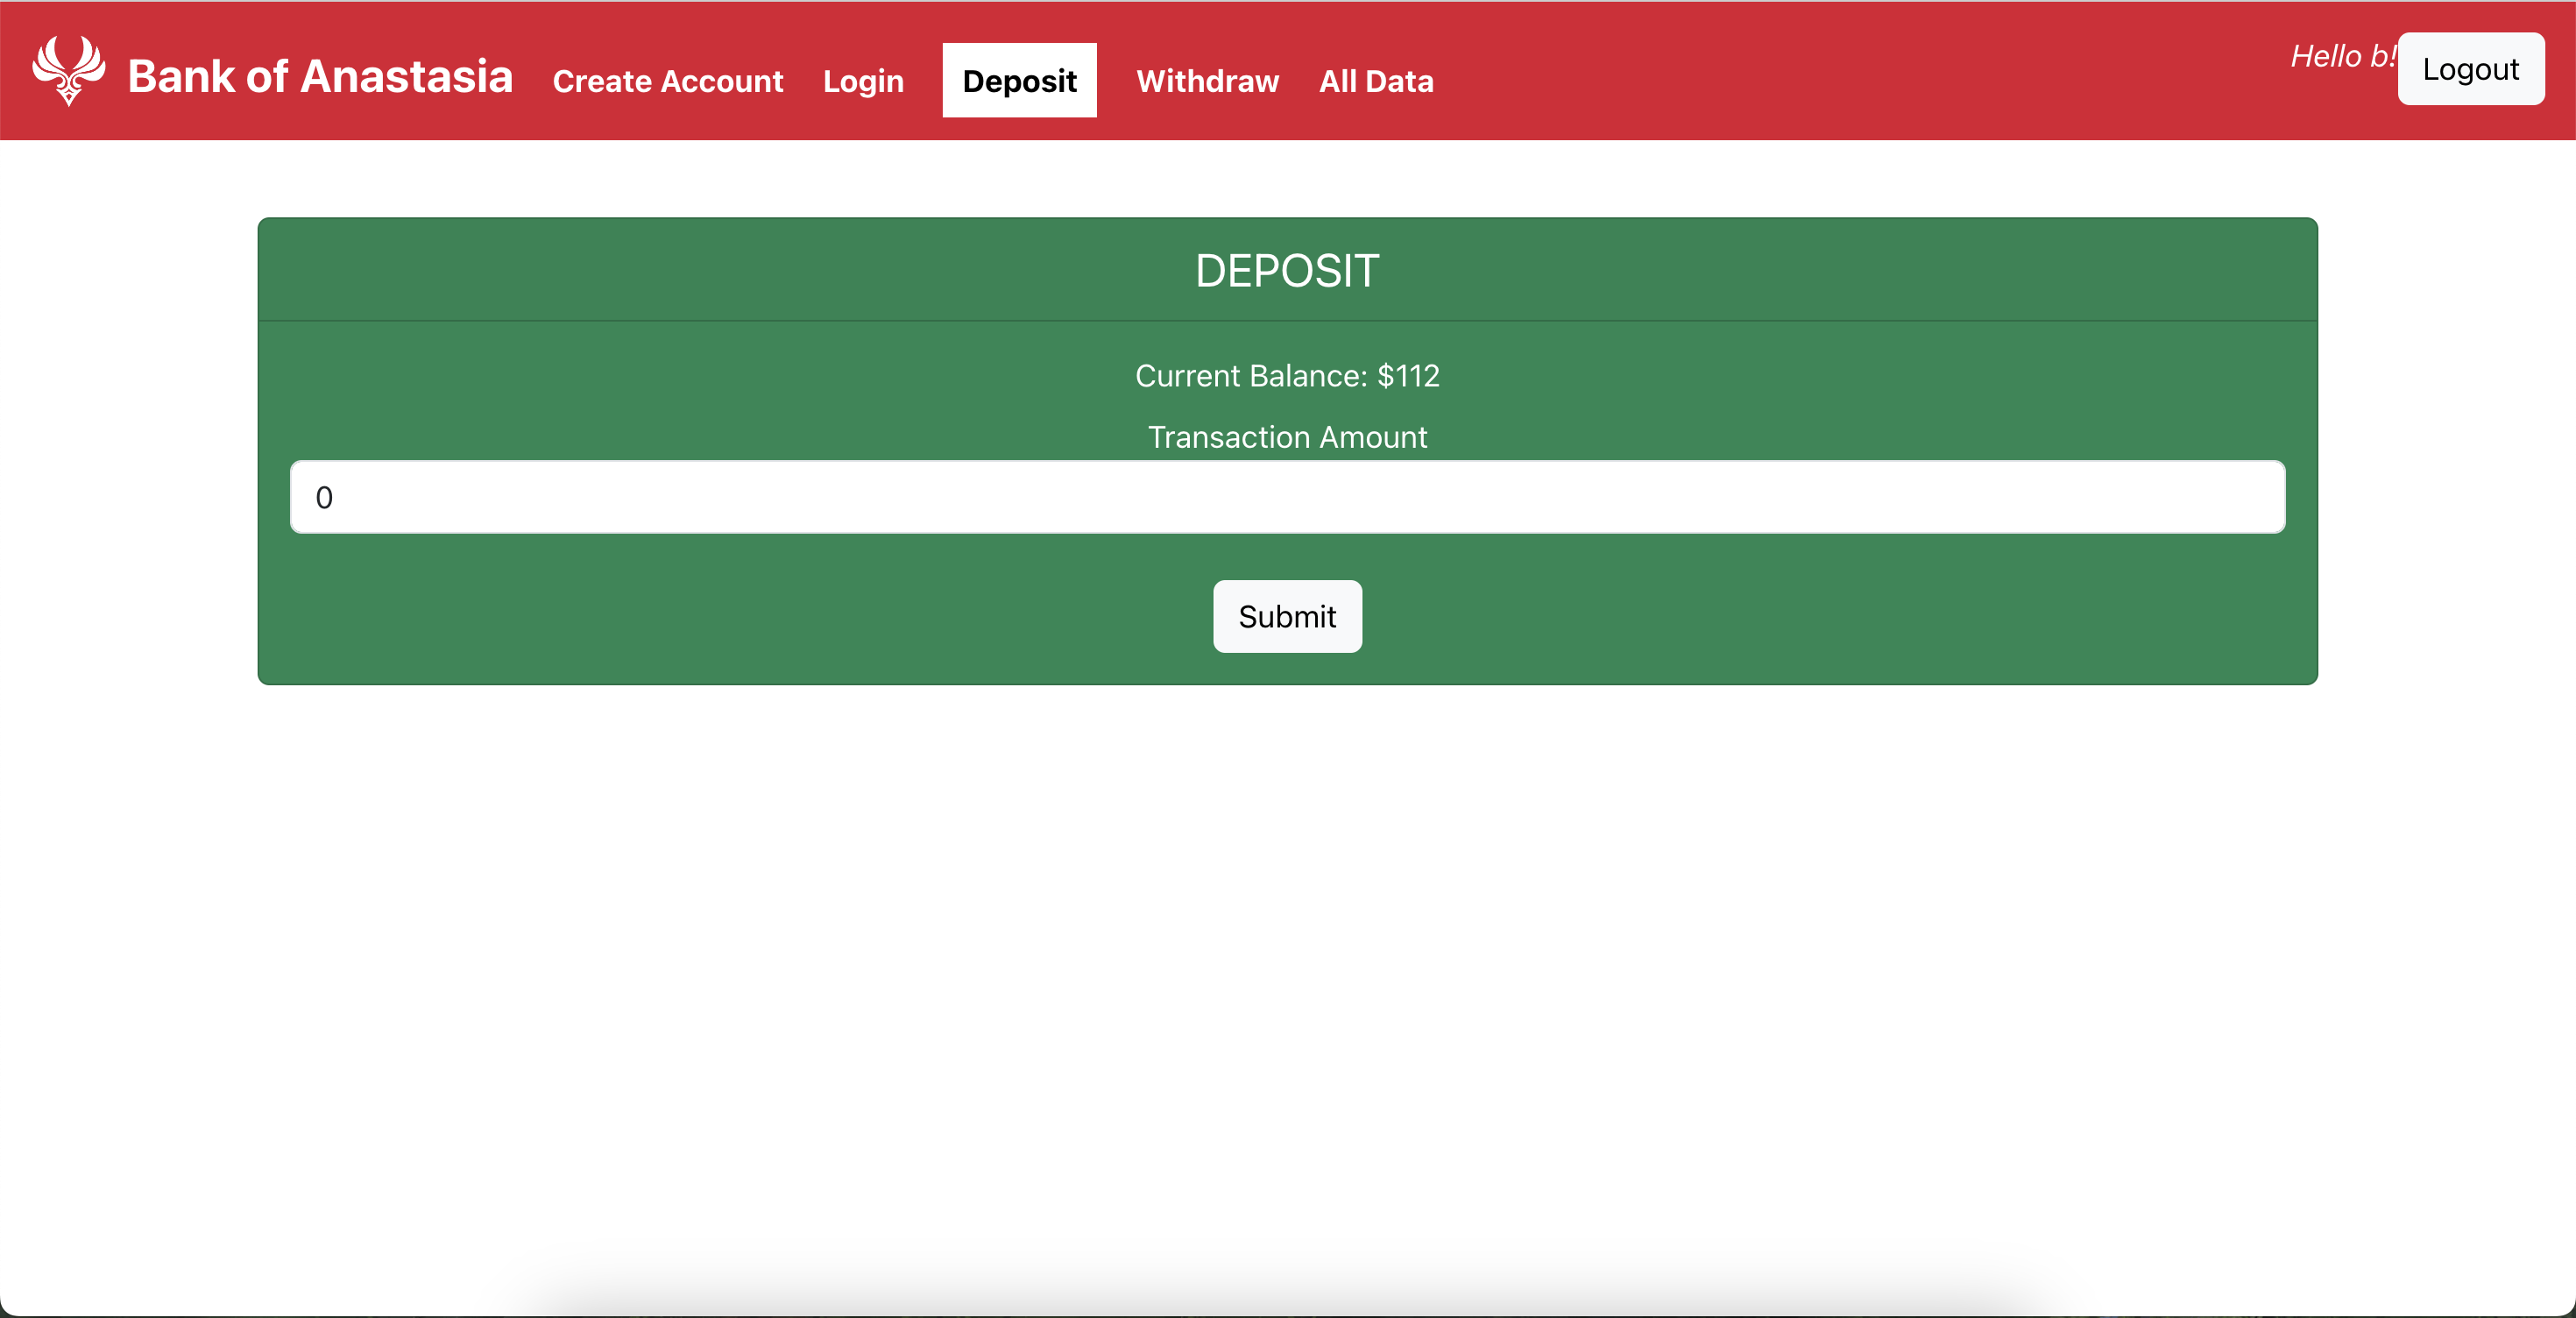 Bank of Anastasia Create Account Login Deposit Withdraw All Data Hello b! Logout
DEPOSIT
Current Balance: $112
Transaction Amount
0
Submit